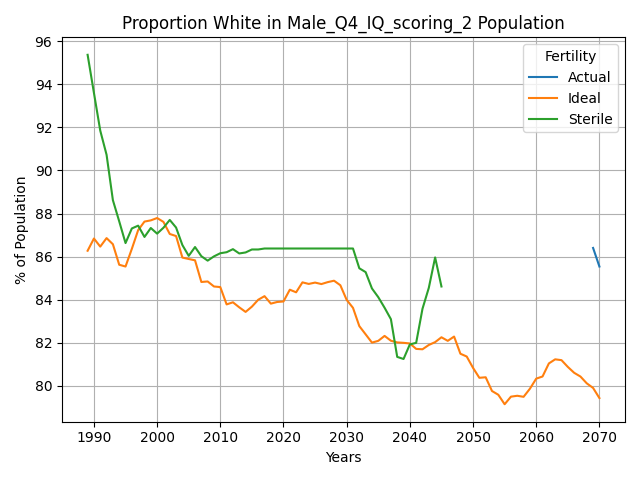 Proportion White in Male_Q4_IQ_scoring_2 Population
% of Population
96
94
92
90
88
86
84
82
80
Fertility
Actual
Ideal
Sterile
1990 2000 2010 2020 2030 2040 2050 2060 2070
Years